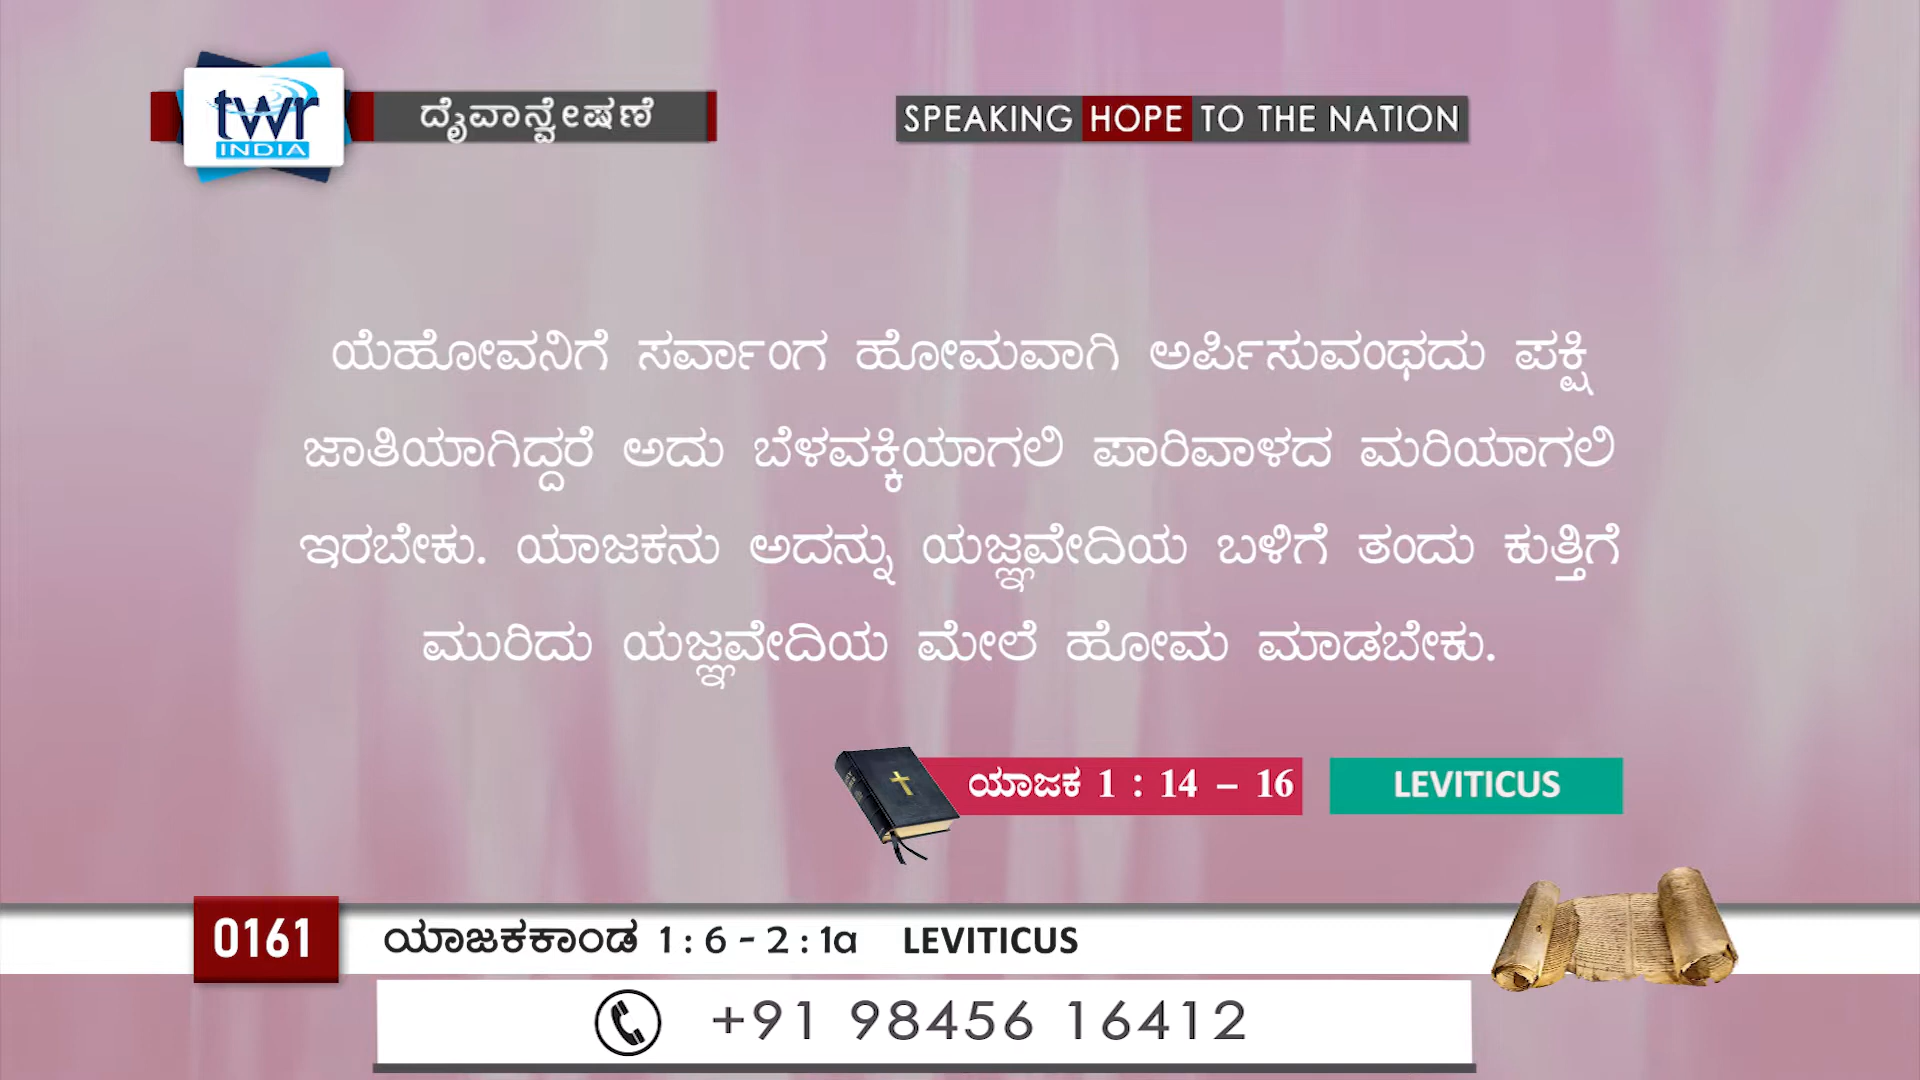 twr
INDIA
ದೈವಾನ್ವೇಷಣೆ
SPEAKING HOPE TO THE NATION
ಯೆಹೋವನಿಗೆ ಸರ್ವಾಂಗ ಹೋಮವಾಗಿ ಅರ್ಪಿಸುವಂಥದು ಪಕ್ಷಿ
ಜಾತಿಯಾಗಿದ್ದರೆ ಅದು ಬೆಳವಕ್ಕಿಯಾಗಲಿ ಪಾರಿವಾಳದ ಮರಿಯಾಗಲಿ
ಇರಬೇಕು. ಯಾಜಕನು ಅದನ್ನು ಯಜ್ಞವೇದಿಯ ಬಳಿಗೆ ತಂದು ಕುತ್ತಿಗೆ
ಮುರಿದು ಯಜ್ಞವೇದಿಯ ಮೇಲೆ ಹೋಮ ಮಾಡಬೇಕು.
ಯಾಜಕ 1 : 14 – 16
LEVITICUS
0161
ಯಾಜಕಕಾಂಡ 1 : 6 - 2 : 1a LEVITICUS
+91 98456 16412